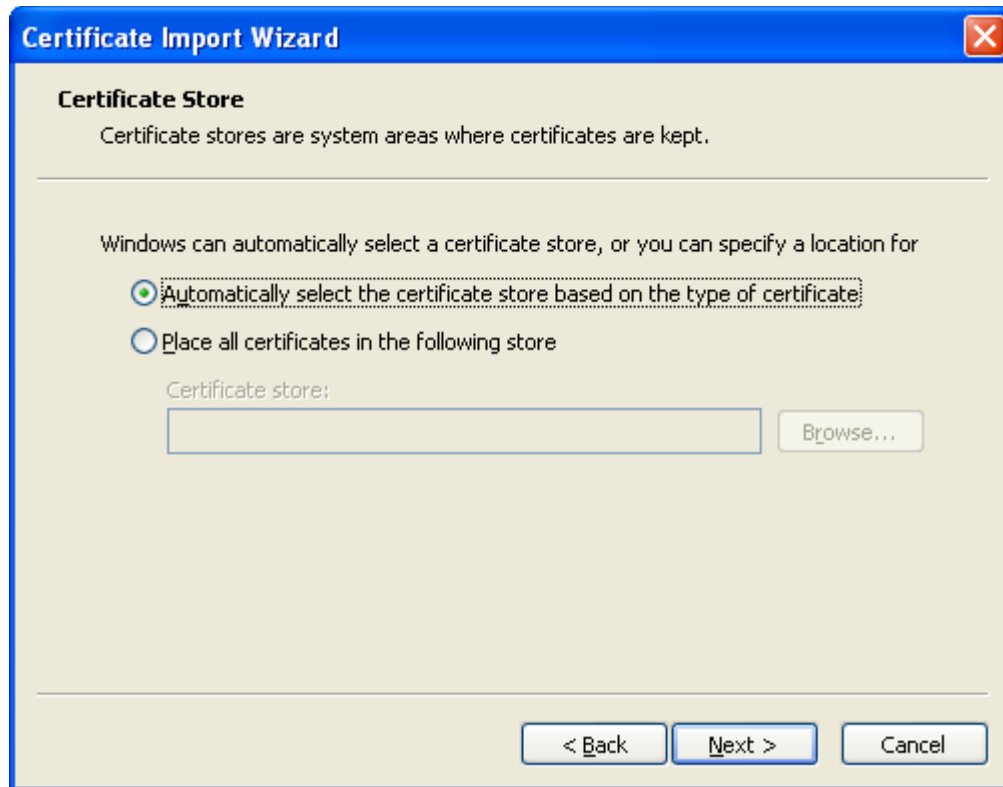 Certificate Import Wizard
Certificate Store
Certificate stores are system areas where certificates are kept.
Windows can automatically select a certificate store, or you can specify a location for
Automatically select the certificate store based on the type of certificate
Place all certificates in the following store
Certificate store:
Browse...
< Back Next > Cancel